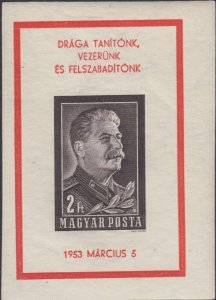 DRÁGA TANÍTÓNK,
VEZÉRÜNK
ÉS FELSZABADÍTÓNK
2 Ft
MAGYAR POSTA
1953 MÁRCIUS 5